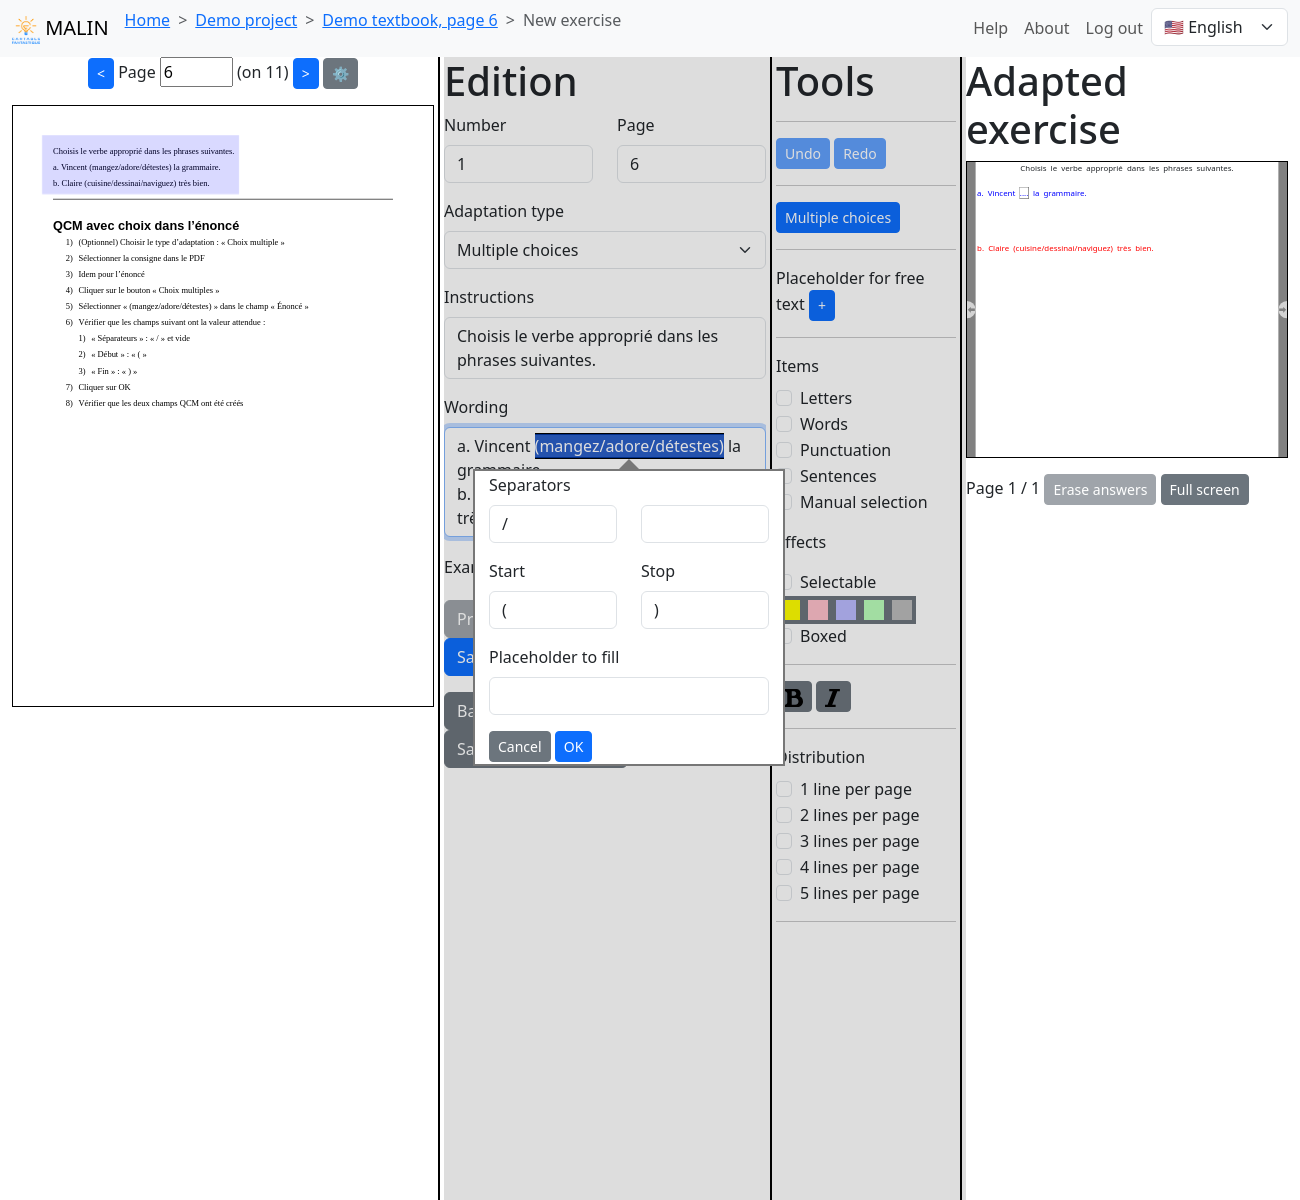 MALIN
Home > Demo project > Demo textbook, page 6 > New exercise
Help About Log out 🇺🇸 English
< Page 6 (on 11) > ⚙️
Choisis le verbe approprié dans les phrases suivantes.
a. Vincent (mangez/adore/détestes) la grammaire.
b. Claire (cuisine/dessinai/naviguez) très bien.
QCM avec choix dans l’énoncé
1) (Optionnel) Choisir le type d’adaptation : « Choix multiple »
2) Sélectionner la consigne dans le PDF
3) Idem pour l’énoncé
4) Cliquer sur le bouton « Choix multiples »
5) Sélectionner « (mangez/adore/détestes) » dans le champ « Énoncé »
6) Vérifier que les champs suivant ont la valeur attendue :
1) « Séparateurs » : « / » et vide
2) « Début » : « ( »
3) « Fin » : « ) »
7) Cliquer sur OK
8) Vérifier que les deux champs QCM ont été créés
Edition
Number Page
1 6
Adaptation type
Multiple choices
Instructions
Choisis le verbe approprié dans les
phrases suivantes.
Wording
a. Vincent (mangez/adore/détestes) la
b.
Separators
/
Start Stop
( )
Placeholder to fill
Cancel OK
Tools
Undo Redo
Multiple choices
Placeholder for free
text +
Items
Letters
Words
Punctuation
Sentences
Manual selection
Selectable
Boxed
B I
1 line per page
2 lines per page
3 lines per page
4 lines per page
5 lines per page
Adapted
exercise
Choisis le verbe approprié dans les phrases suivantes.
a. Vincent .... la grammaire.
b. Claire (cuisine/dessinai/naviguez) très bien.
Page 1 / 1 Erase answers Full screen